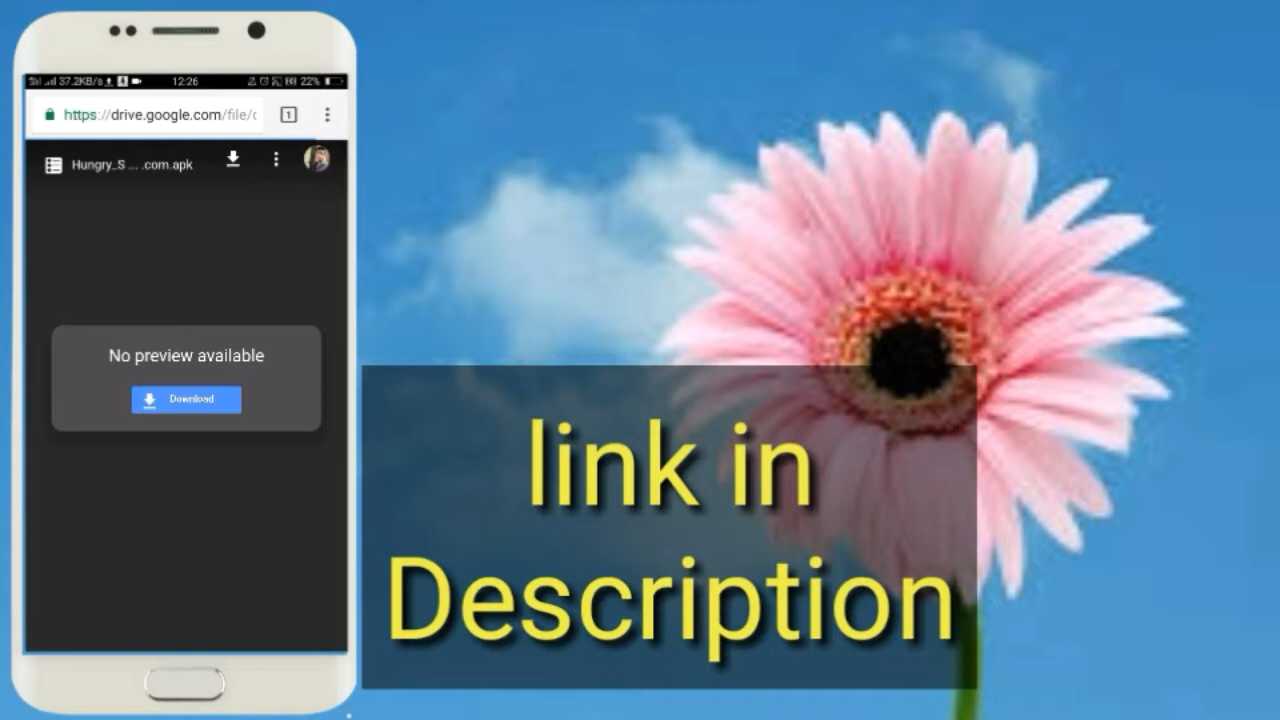 37.2KB/s 12:26 22%
https://drive.google.com/file/
1
Hungry_S ... .com.apk
No preview available
Download
link in
Description